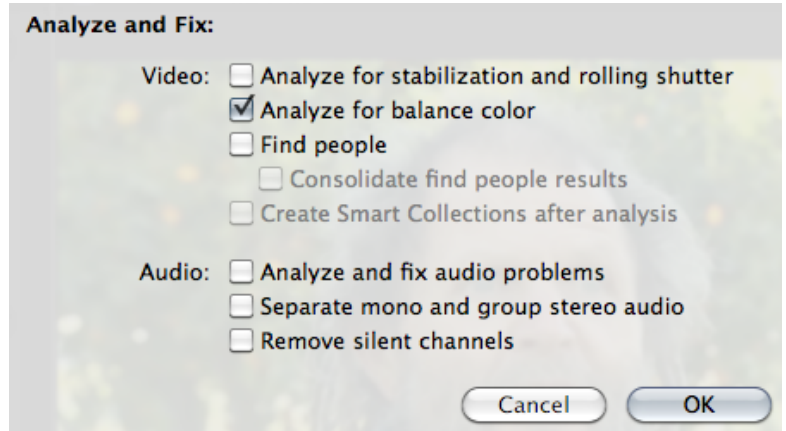 Analyze and Fix:
Video: Analyze for stabilization and rolling shutter
Analyze for balance color
Find people
Consolidate find people results
Create Smart Collections after analysis
Audio: Analyze and fix audio problems
Separate mono and group stereo audio
Remove silent channels
Cancel OK